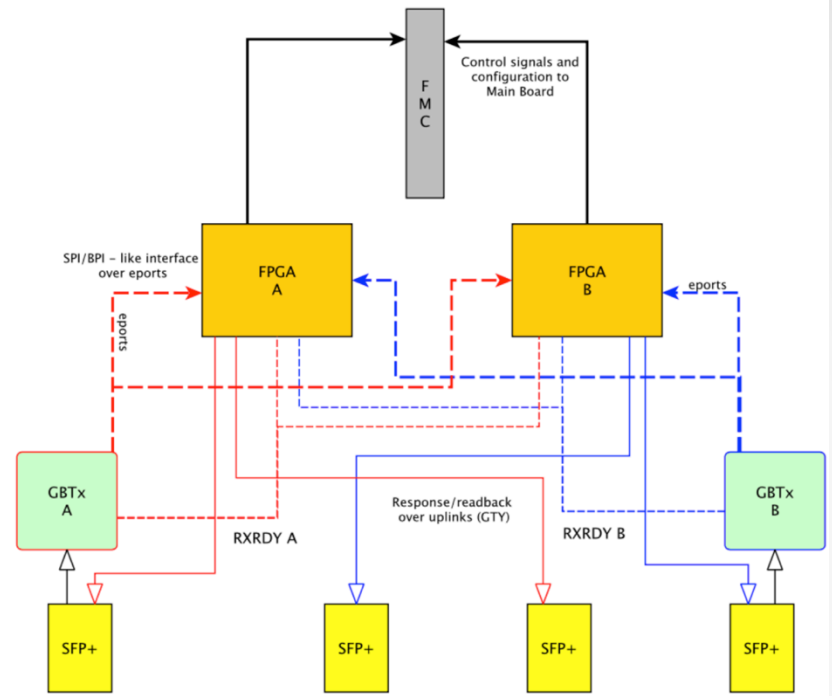 F
M
C
Control signals and
configuration to
Main Board
SPI/BPI – like interface
over eports
FPGA
A
FPGA
B
eports
eports
GBTx
A
GBTx
B
Response/readback
over uplinks (GTY)
RXRDY A
RXRDY B
SFP+
SFP+
SFP+
SFP+